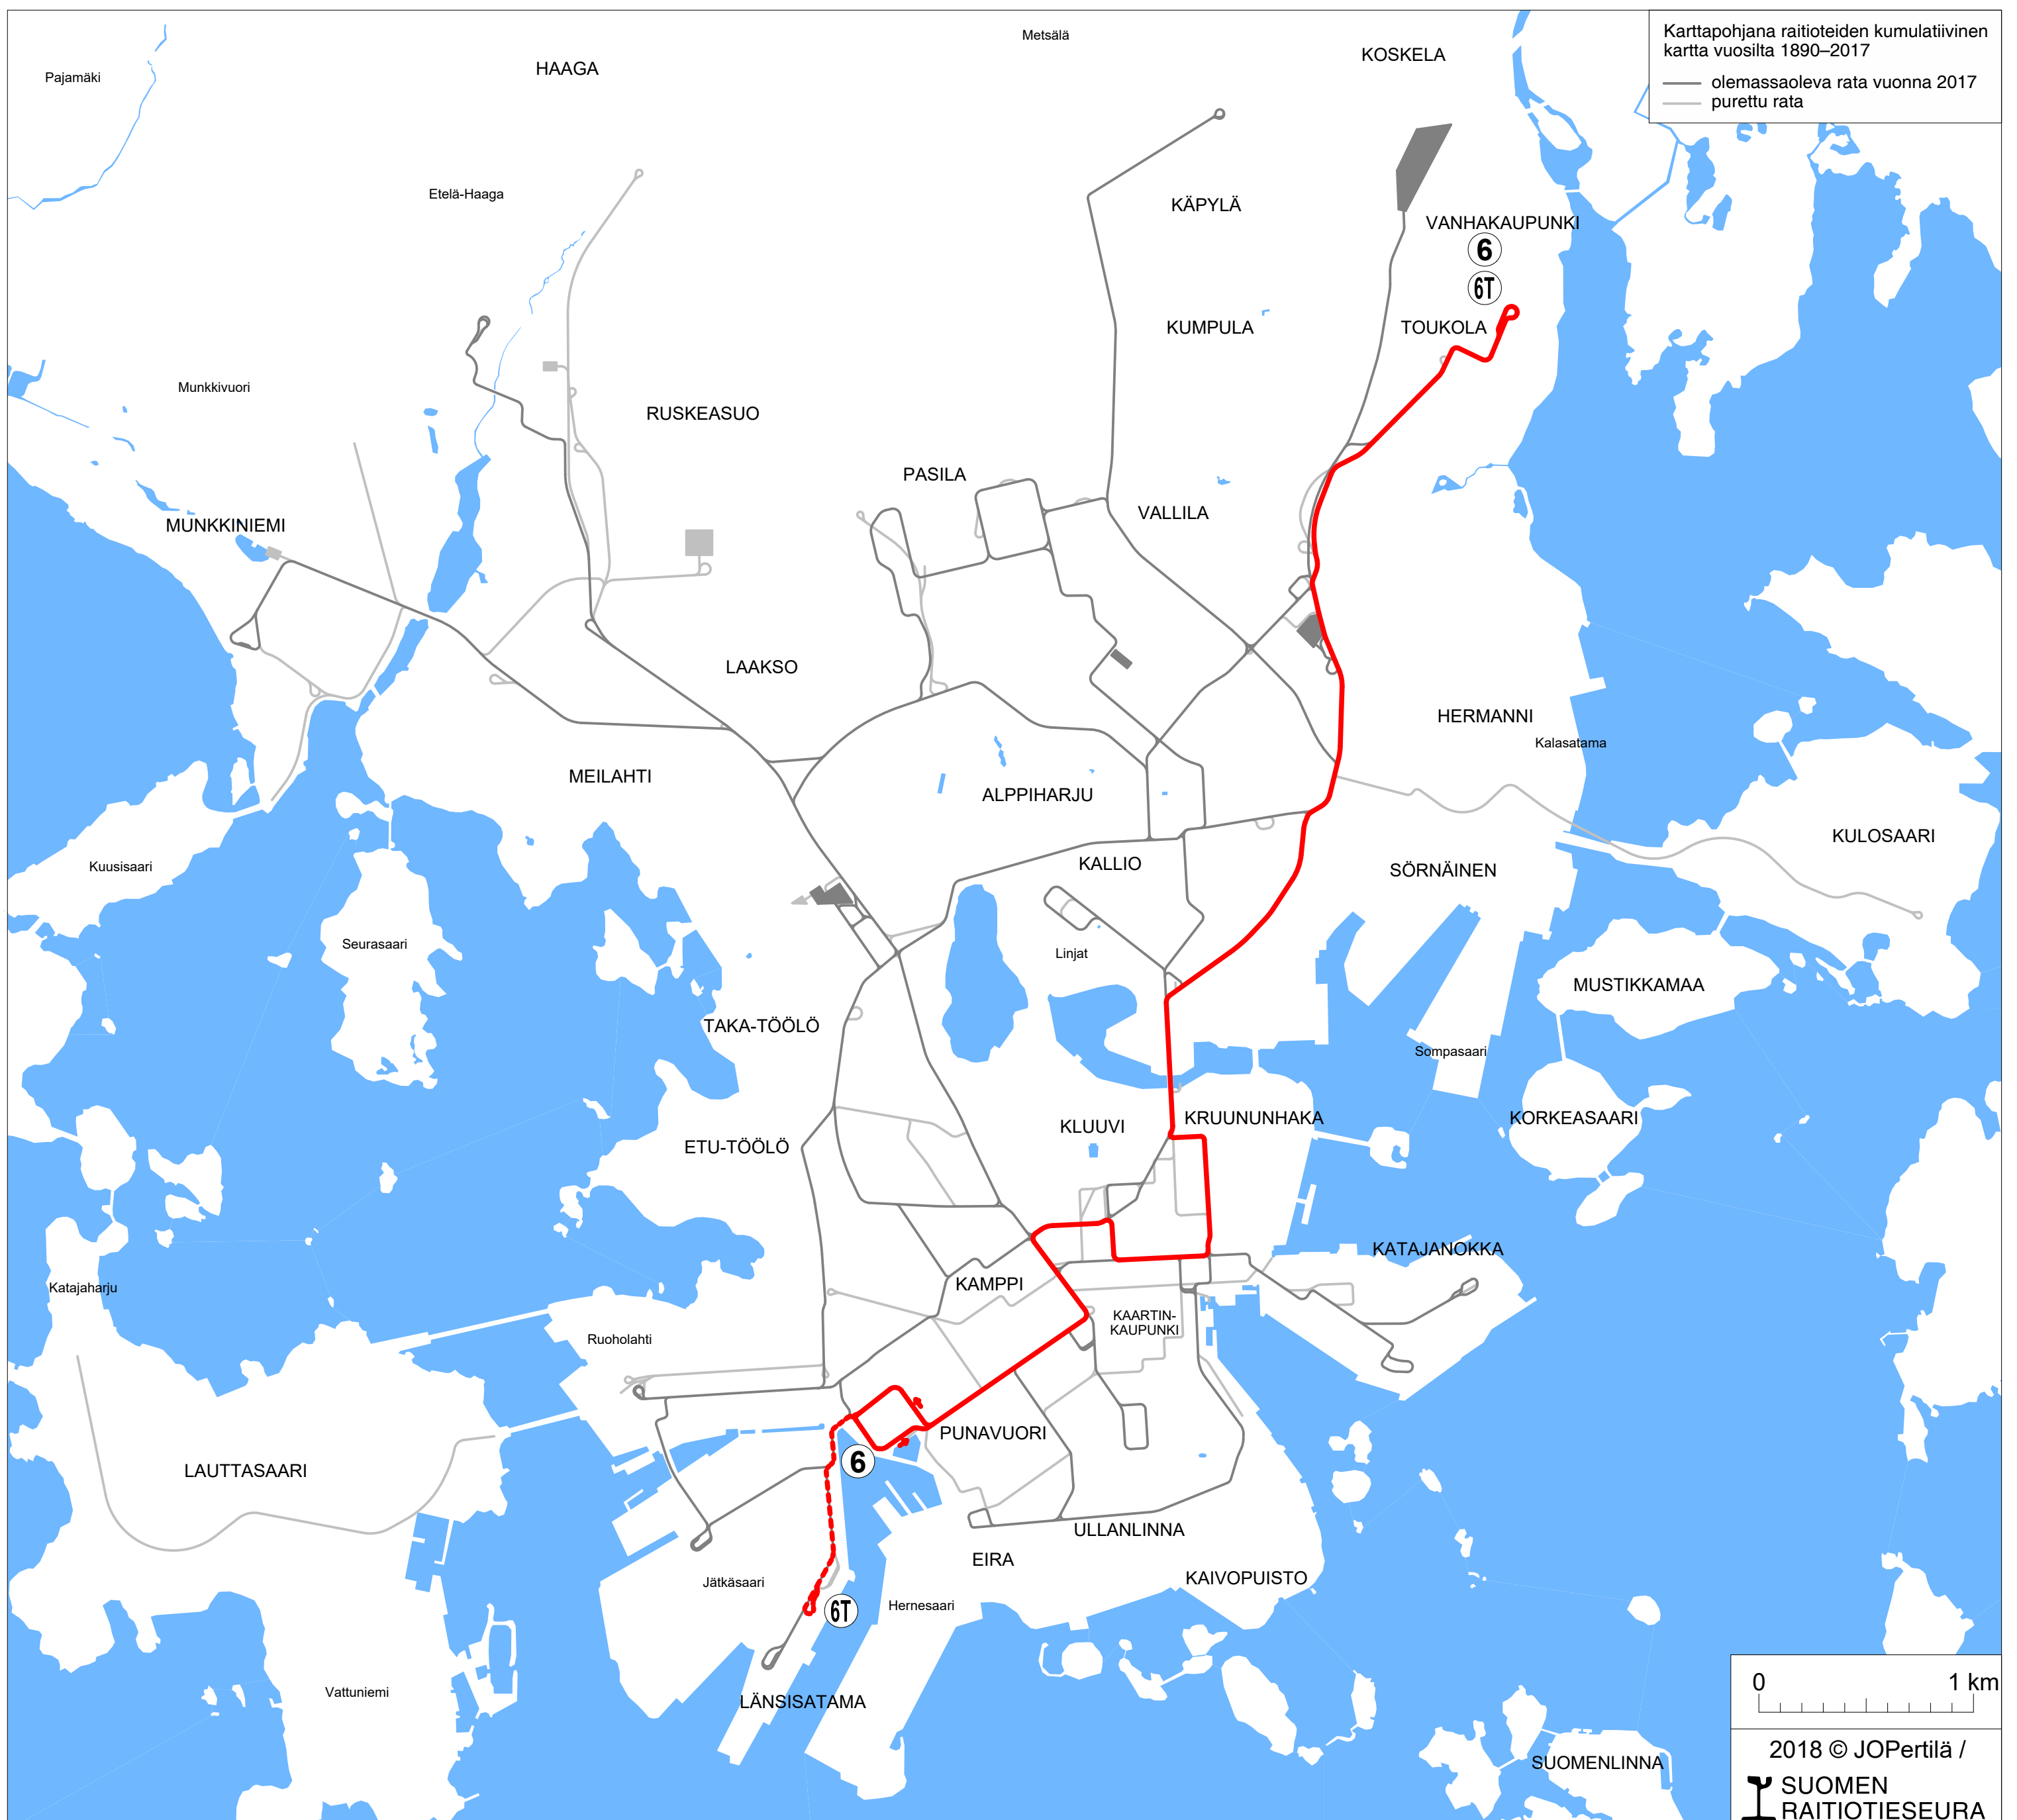 Karttapohjana raitioteiden kumulatiivinen
kartta vuosilta 1890–2017
olemassaoleva rata vuonna 2017
purettu rata
Metsälä
KOSKELA
HAAGA
Pajamäki
Etelä-Haaga
KÄPYLÄ
VANHAKAUPUNKI
6
6T
KUMPULA
TOUKOLA
Munkkivuori
RUSKEASUO
PASILA
VALLILA
MUNKKINIEMI
LAAKSO
HERMANNI
Kalasatama
MEILAHTI
ALPPIHARJU
KULOSAARI
Kuusisaari
KALLIO
SÖRNÄINEN
Seurasaari
Linjat
MUSTIKKAMAA
TAKA-TÖÖLÖ
Sompasaari
KLUUVI
KRUUNUNHAKA
KORKEASAARI
ETU-TÖÖLÖ
KATAJANOKKA
Katajaharju
KAMPPI
KAARTIN-
KAUPUNKI
Ruoholahti
PUNAVUORI
6
LAUTTASAARI
ULLANLINNA
EIRA
Jätkäsaari
KAIVOPUISTO
6T
Hernesaari
Vattuniemi
LÄNSISATAMA
SUOMENLINNA
0 1 km
2018 © JOPertilä /
SUOMEN
RAITIOTIESEURA